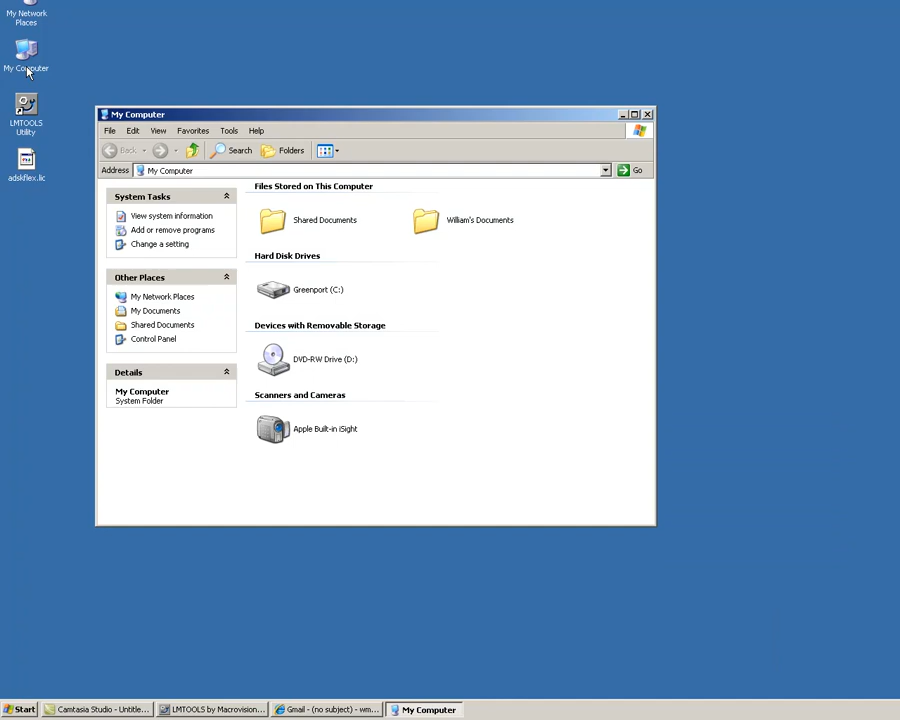 My Network
Places
My Computer
LMTOOLS
Utility
adskflex.lic
My Computer
File Edit View Favorites Tools Help
Back Search Folders
Address My Computer Go
System Tasks
View system information
Add or remove programs
Change a setting
Other Places
My Network Places
My Documents
Shared Documents
Control Panel
Details
My Computer
System Folder
Files Stored on This Computer
Shared Documents William's Documents
Hard Disk Drives
Greenport (C:)
Devices with Removable Storage
DVD-RW Drive (D:)
Scanners and Cameras
Apple Built-in iSight
Start Camtasia Studio - Untitle... LMTOOLS by Macrovision... Gmail - (no subject) - wm... My Computer